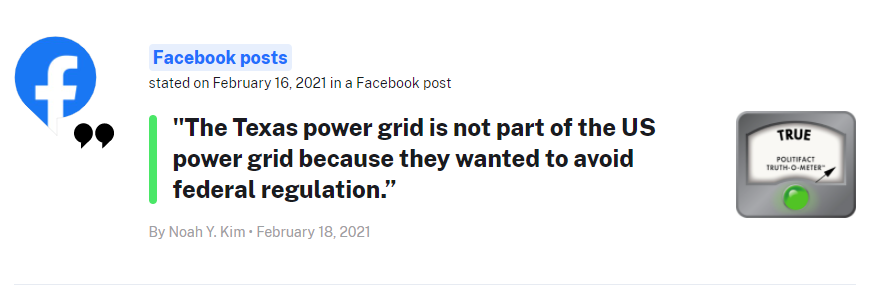 Facebook posts
stated on February 16, 2021 in a Facebook post
"The Texas power grid is not part of the US
power grid because they wanted to avoid
federal regulation.”
By Noah Y. Kim • February 18, 2021
TRUE
POLITIFACT
TRUTH-O-METER™